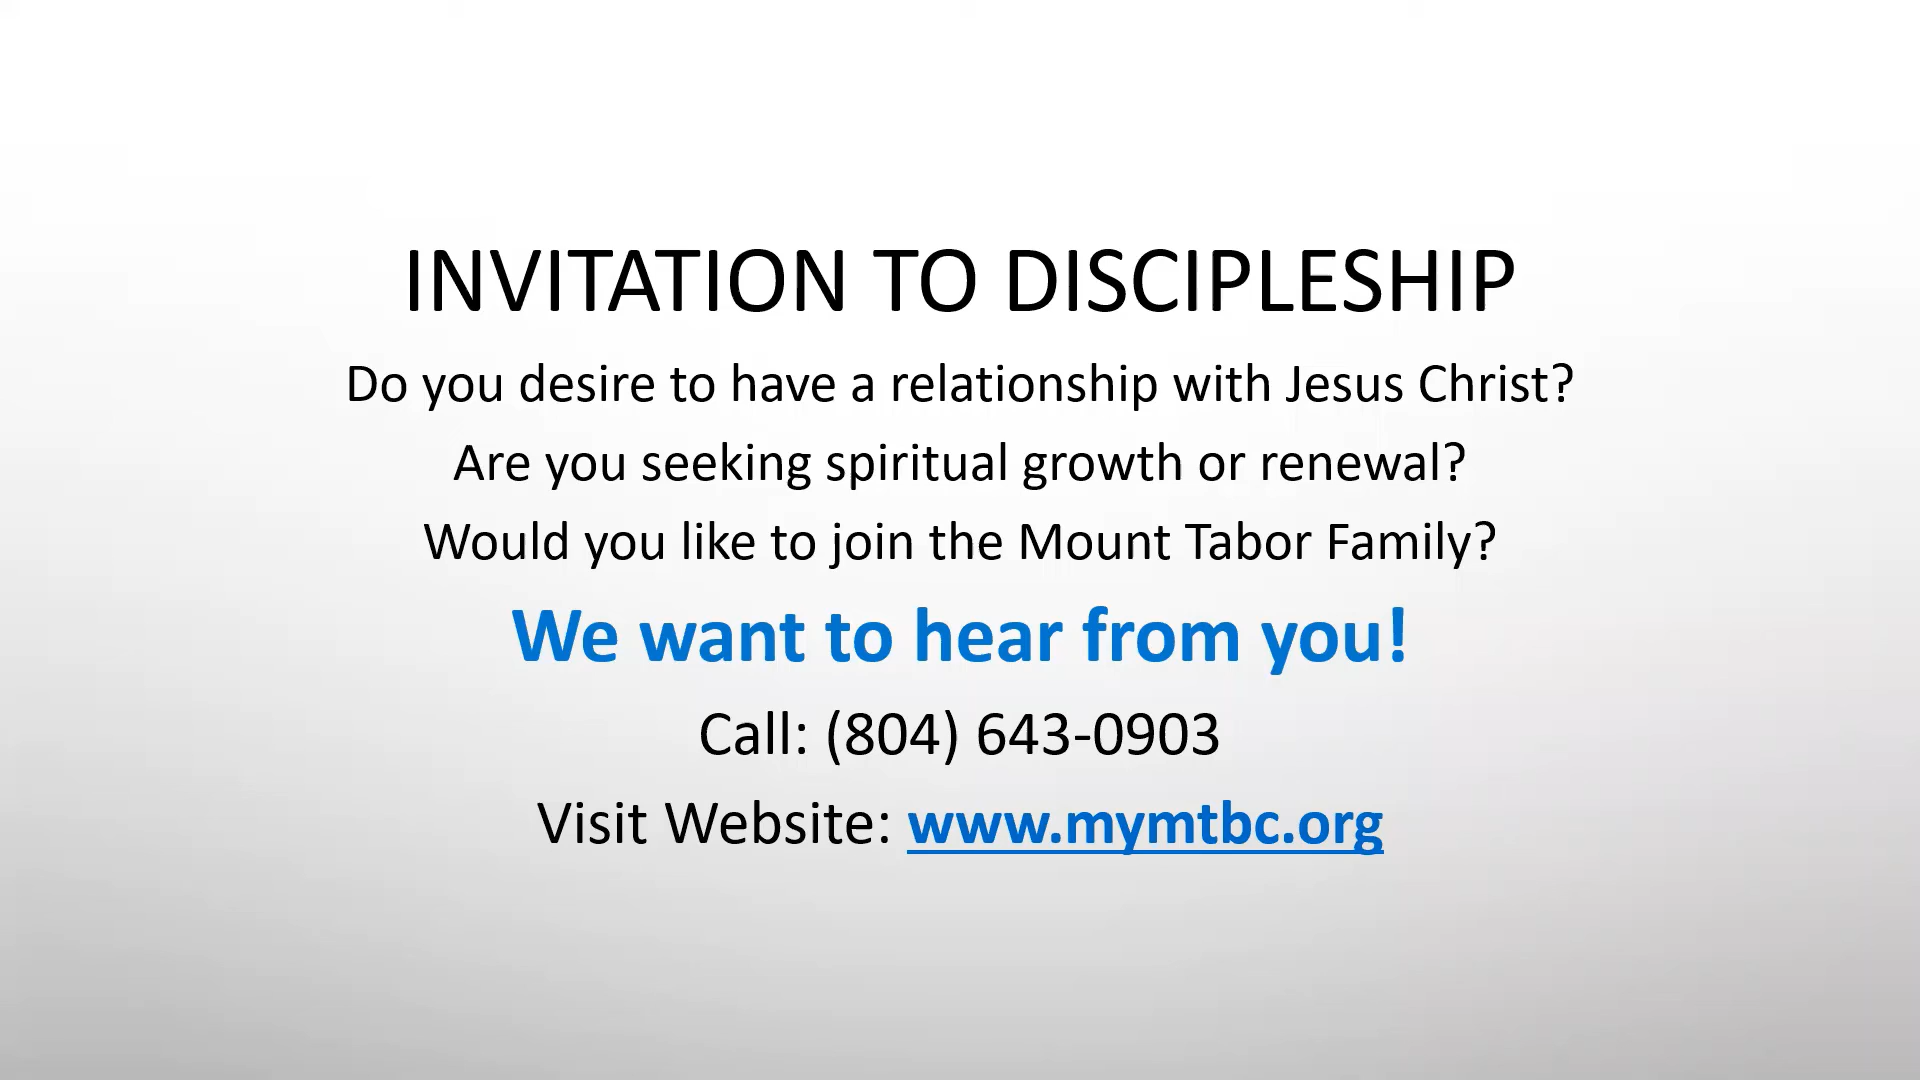 INVITATION TO DISCIPLESHIP
Do you desire to have a relationship with Jesus Christ?
Are you seeking spiritual growth or renewal?
Would you like to join the Mount Tabor Family?
We want to hear from you!
Call: (804) 643-0903
Visit Website: www.mymtbc.org